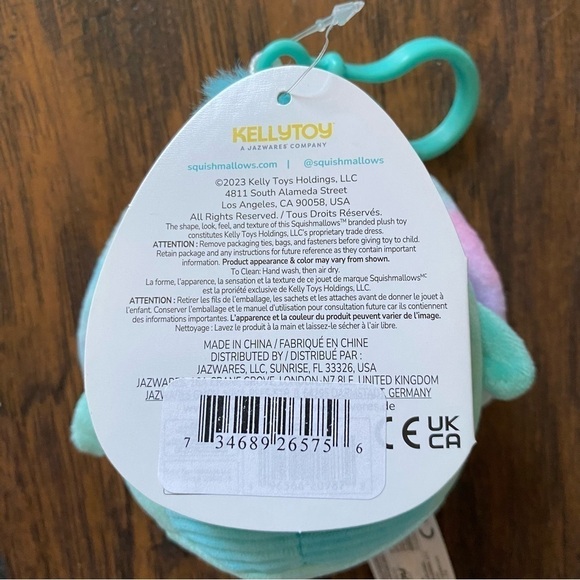 KELLYTOY
A JAZWARES COMPANY
squishmallows.com | @squishmallows
©2023 Kelly Toys Holdings, LLC
4811 South Alameda Street
Los Angeles, CA 90058, USA
All Rights Reserved. / Tous Droits Réservés.
The shape, look, feel, and texture of this Squishmallows™ branded plush toy
constitutes Kelly Toys Holdings, LLC's proprietary trade dress.
ATTENTION : Remove packaging ties, bags, and fasteners before giving toy to child.
Retain package and any instructions for future reference as they contain important
information. Product appearance & color may vary from shown.
To Clean: Hand wash, then air dry.
La forme, l'apparence, la sensation et la texture de ce jouet de marque Squishmallowsᴹᶜ
est la proriété exclusive de Kelly Toys Holdings, LLC.
ATTENTION : Retirer les fils de l'emballage, les sachets et les attaches avant de donner le jouet à
l'enfant. Conserver l'emballage et le manuel d'utilisation pour consultation future car ils contiennent
des informations importantes. L'apparence et la couleur du produit peuvent varier de l'image.
Nettoyage : Lavez le produit à la main et laissez-le sécher à l'air libre.
MADE IN CHINA / FABRIQUÉ EN CHINE
DISTRIBUTED BY / DISTRIBUÉ PAR :
JAZWARES, LLC, SUNRISE, FL 33326, USA
LONDON N7 8LE, UNITED KINGDOM
GERMANY
CE UK
CA
7 34689 26575 6